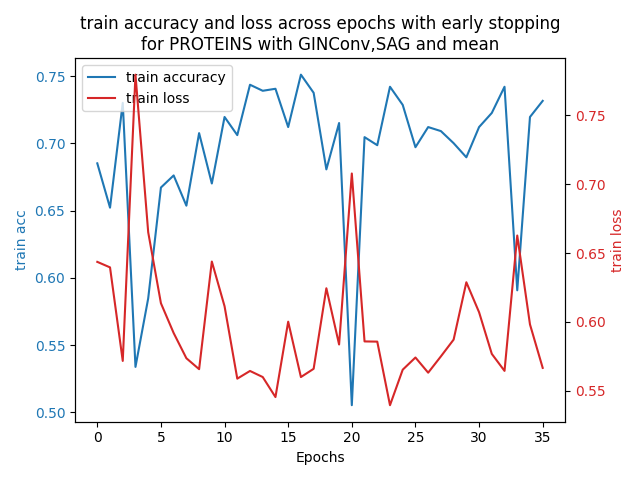 train accuracy and loss across epochs with early stopping
for PROTEINS with GINConv,SAG and mean
train accuracy
train loss
0.75
0.70
0.65
0.60
0.55
0.50
train acc
0.75
0.70
0.65
0.60
0.55
train loss
0 5 10 15 20 25 30 35
Epochs